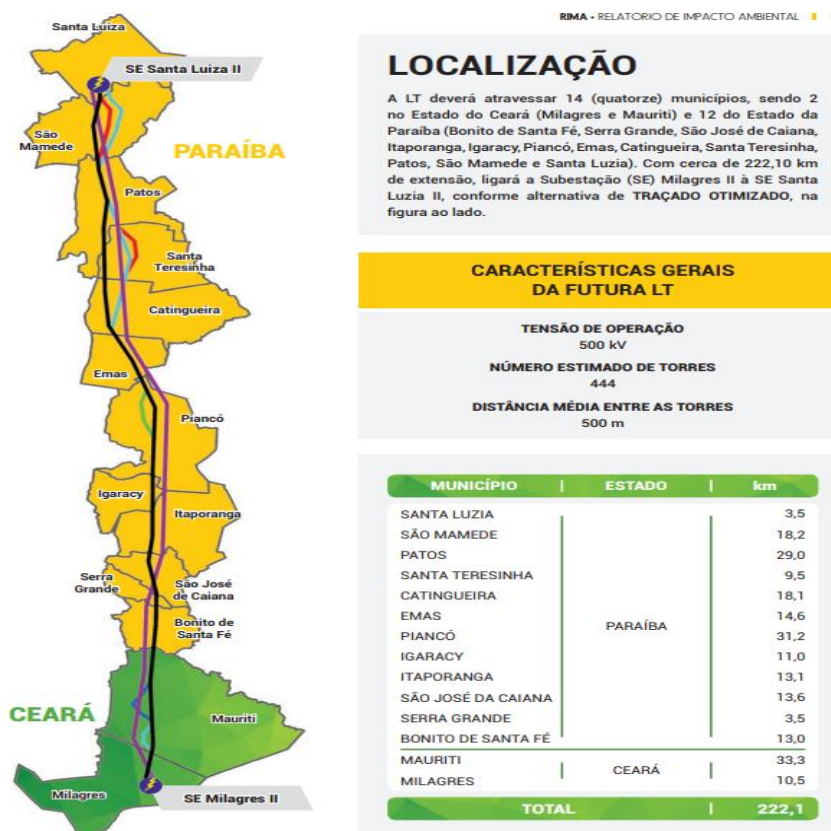 RIMA - RELATORIO DE IMPACTO AMBIENTAL
Santa Luiza
SE Santa Luiza II
São
Mamede
PARAÍBA
Patos
Santa
Teresinha
Catingueira
Emas
Piancó
Igaracy
Itaporanga
Serra
Grande
São José
de Caiana
Bonito de
Santa Fé
CEARÁ
Mauriti
Milagres
SE Milagres II
LOCALIZAÇÃO
A LT deverá atravessar 14 (quatorze) municípios, sendo 2
no Estado do Ceará (Milagres e Mauriti) e 12 do Estado da
Paraíba (Bonito de Santa Fé, Serra Grande, São José de Caiana,
Itaporanga, Igaracy, Piancó, Emas, Catingueira, Santa Teresinha,
Patos, São Mamede e Santa Luzia). Com cerca de 222,10 km
de extensão, ligará a Subestação (SE) Milagres II à SE Santa
Luzia II, conforme alternativa de TRAÇADO OTIMIZADO, na
figura ao lado.
CARACTERÍSTICAS GERAIS
DA FUTURA LT
TENSÃO DE OPERAÇÃO
500 kV
NÚMERO ESTIMADO DE TORRES
444
DISTÂNCIA MÉDIA ENTRE AS TORRES
500 m
MUNICÍPIO | ESTADO | km
SANTA LUZIA 3,5
SÃO MAMEDE 18,2
PATOS 29,0
SANTA TERESINHA 9,5
CATINGUEIRA 18,1
EMAS 14,6
PARAÍBA
PIANCÓ 31,2
IGARACY 11,0
ITAPORANGA 13,1
SÃO JOSÉ DA CAIANA 13,6
SERRA GRANDE 3,5
BONITO DE SANTA FÉ 13,0
MAURITI 33,3
CEARÁ
MILAGRES 10,5
TOTAL | 222,1